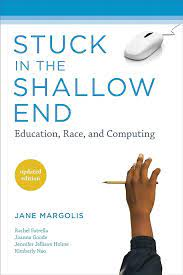 STUCK
IN THE
SHALLOW
END
Education, Race, and Computing
updated
edition
JANE MARGOLIS
Rachel Estrella
Joanna Goode
Jennifer Jellison Holme
Kimberly Nao